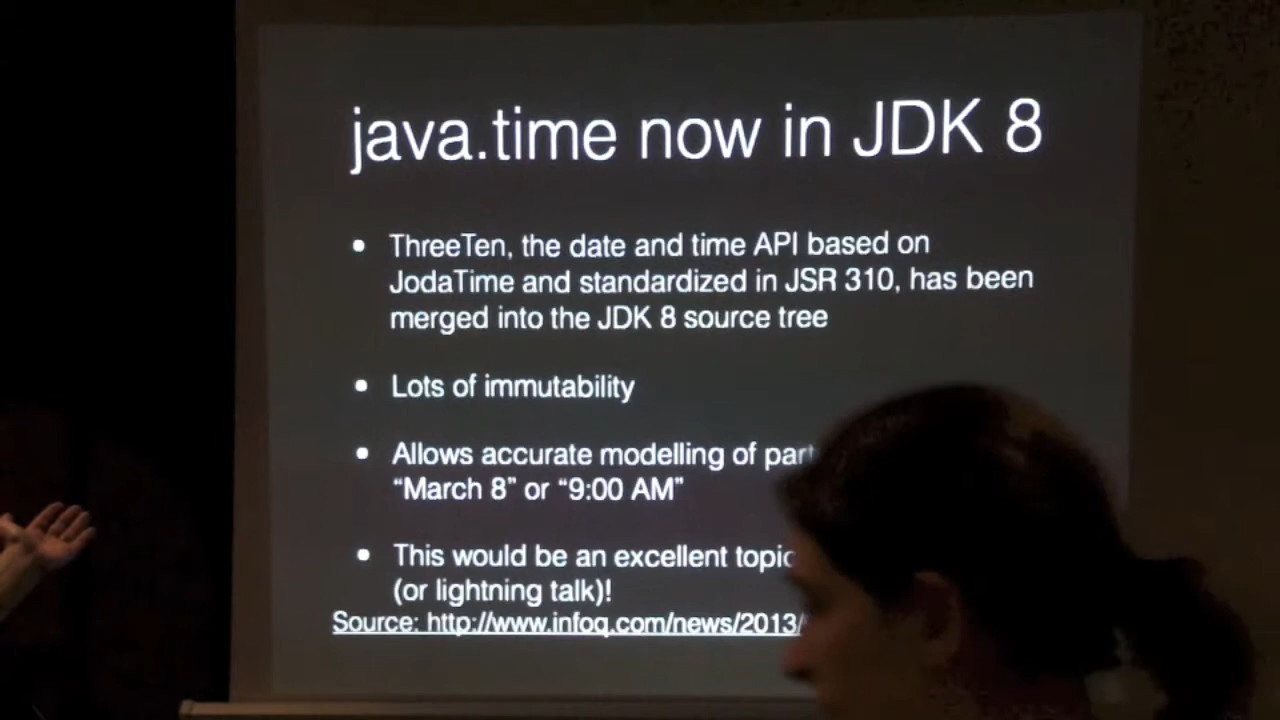 java.time now in JDK 8
• ThreeTen, the date and time API based on
JodaTime and standardized in JSR 310, has been
merged into the JDK 8 source tree
• Lots of immutability
• Allows accurate modelling of
“March 8” or “9:00 AM”
• This would be an excellent topic
(or lightning talk)!
Source: http://www.infoq.com/news/2013/